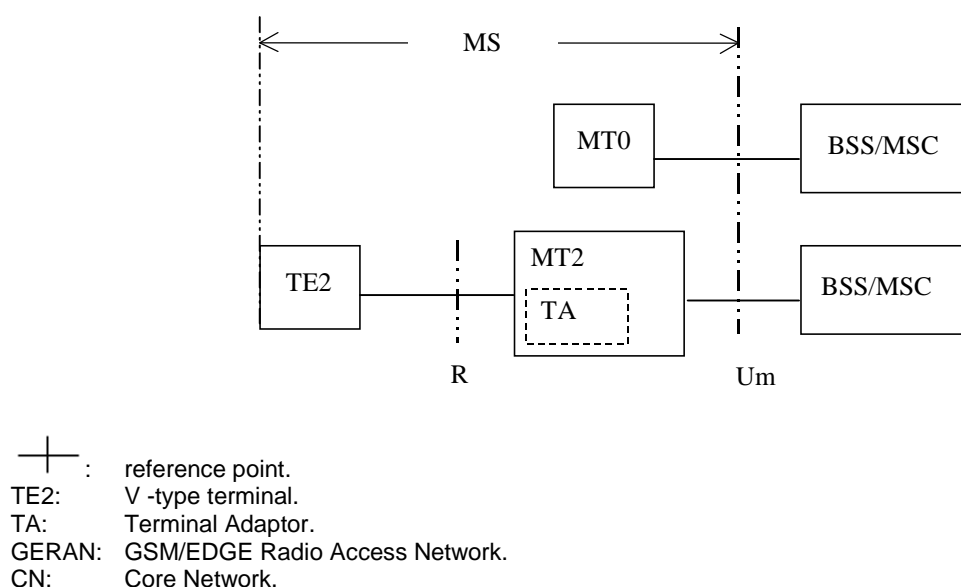 MS
MT0
BSS/MSC
TE2
MT2
TA
BSS/MSC
R
Um
: reference point.
TE2: V -type terminal.
TA: Terminal Adaptor.
GERAN: GSM/EDGE Radio Access Network.
CN: Core Network.